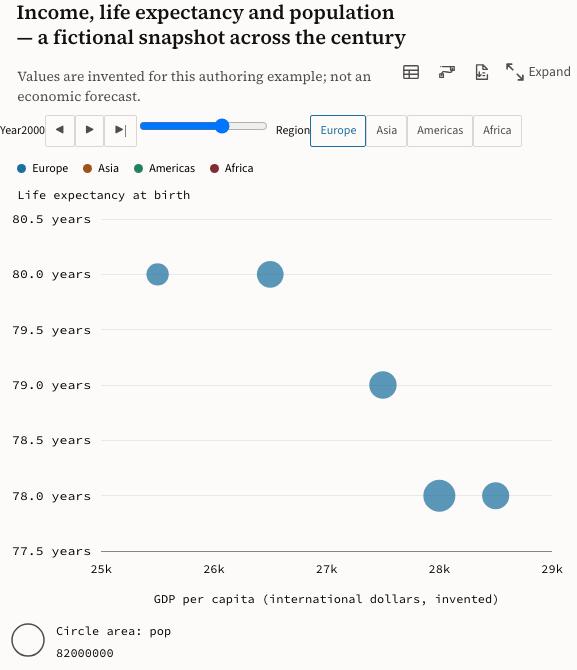 Income, life expectancy and population
— a fictional snapshot across the century
Values are invented for this authoring example; not an
economic forecast.
Expand
Year2000
Region Europe Asia Americas Africa
Europe Asia Americas Africa
Life expectancy at birth
80.5 years
80.0 years
79.5 years
79.0 years
78.5 years
78.0 years
77.5 years
25k 26k 27k 28k 29k
GDP per capita (international dollars, invented)
Circle area: pop
82000000